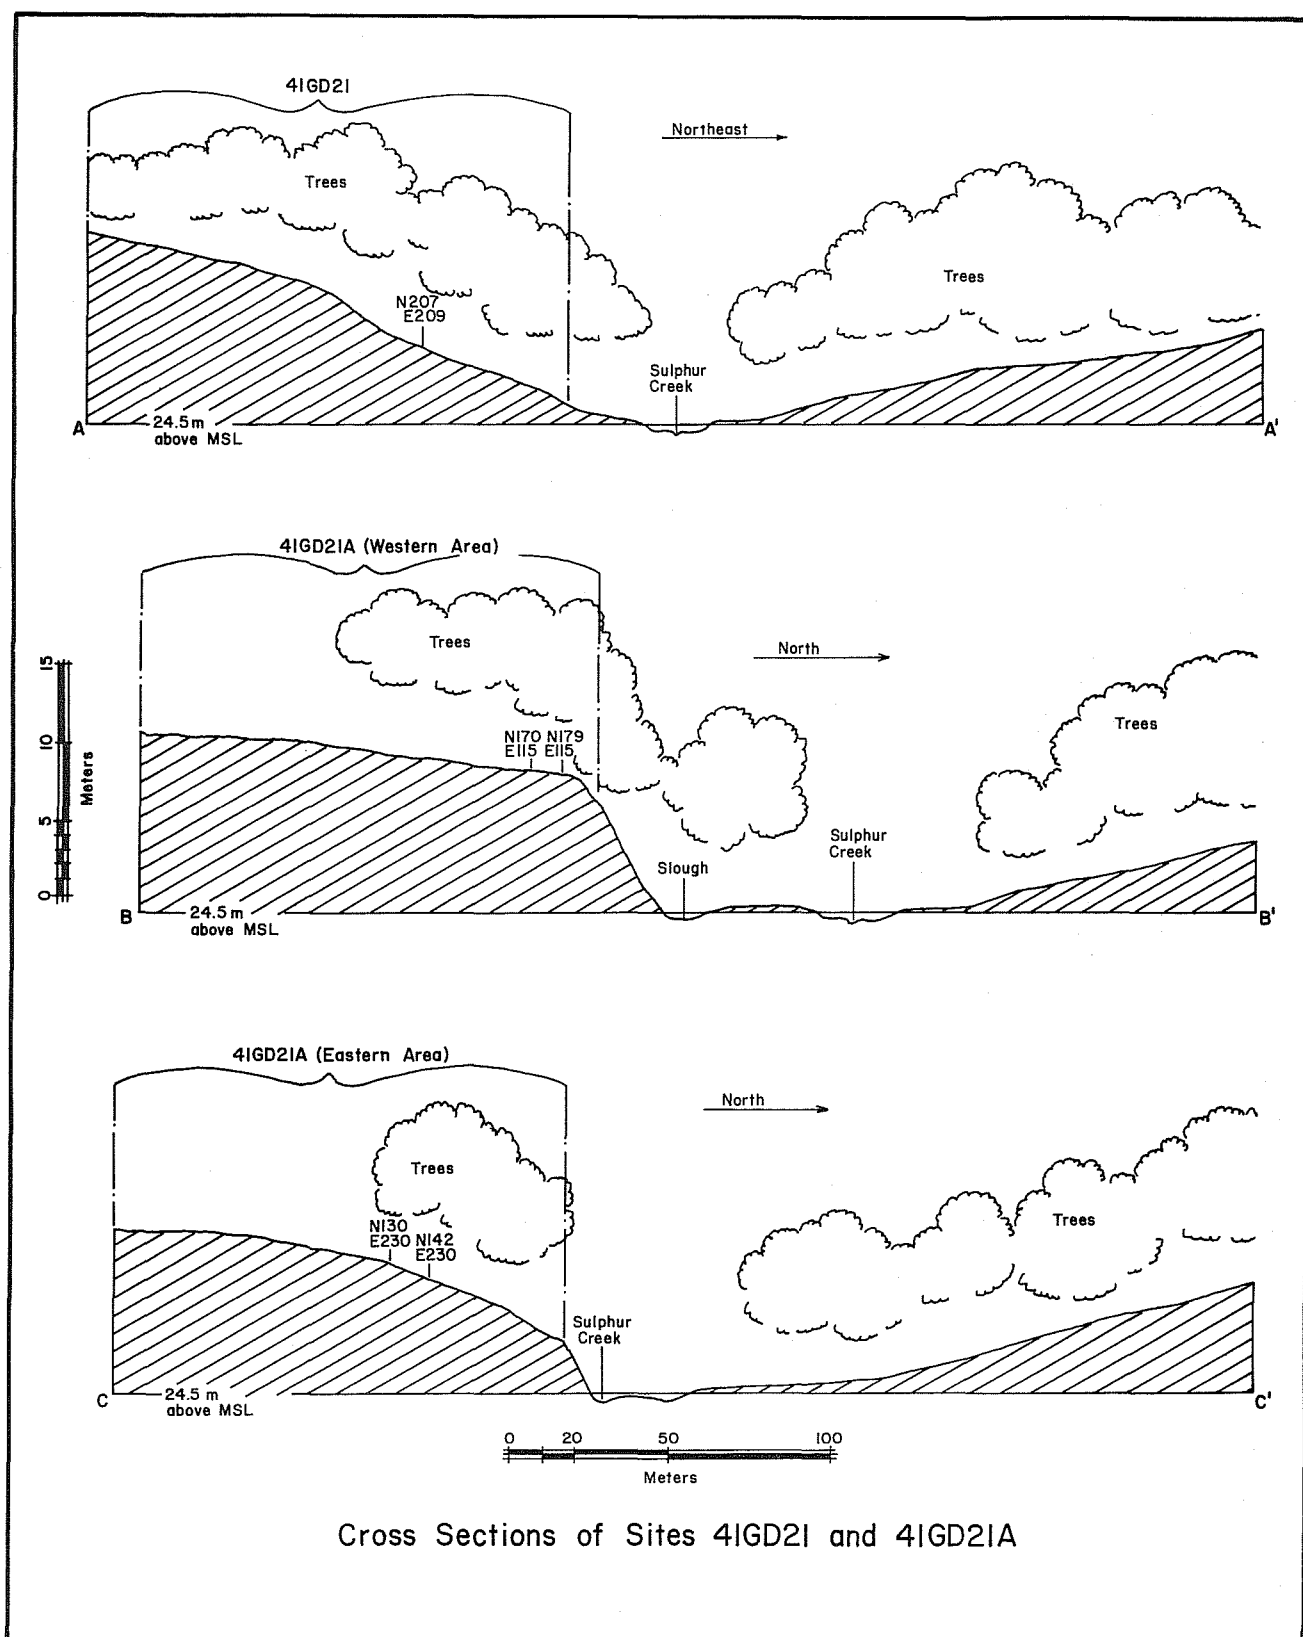 41GD21
Northeast
Trees
Trees
N207
E209
Sulphur
Creek
24.5m
above MSL
A
A'
41GD21A (Western Area)
Trees
North
Trees
15
10
5
0
Meters
N170 N179
E115 E115
Sulphur
Creek
Slough
24.5m
above MSL
B
B'
41GD21A (Eastern Area)
North
Trees
Trees
N130
E230
N142
E230
Sulphur
Creek
24.5 m
above MSL
C
C'
0 20 50 100
Meters
Cross Sections of Sites 41GD21 and 41GD21A